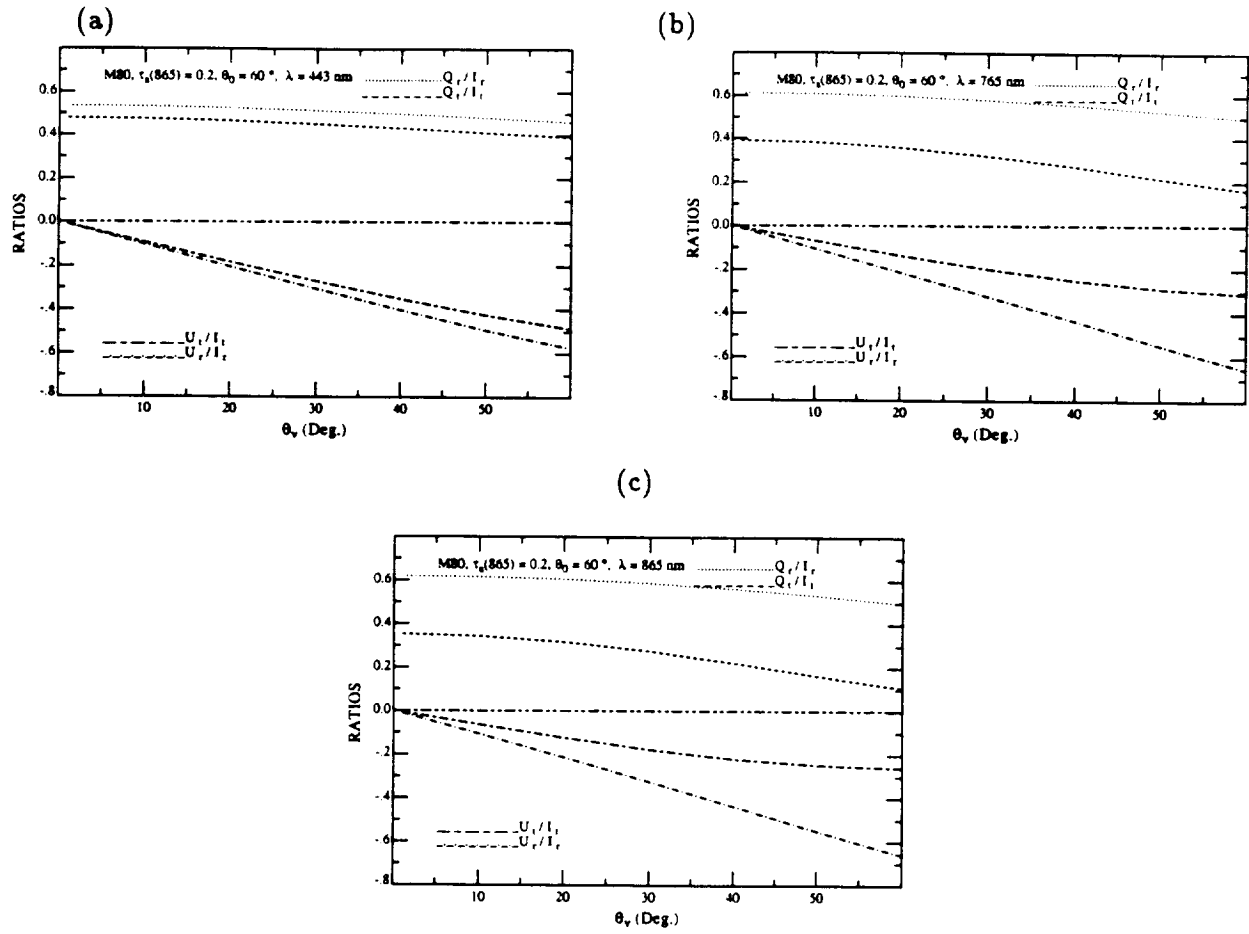 (a)
M80, τa(865) = 0.2, θ0 = 60 °, λ = 443 nm
Qr/Ir
Qt/It
0.6
0.4
0.2
0.0
-.2
-.4
-.6
-.8
RATIOS
Ut/It
Ur/Ir
10
20
30
40
50
θv (Deg.)
(b)
M80, τa(865) = 0.2, θ0 = 60 °, λ = 765 nm
Qr/Ir
Qt/It
0.6
0.4
0.2
0.0
-.2
-.4
-.6
-.8
RATIOS
Ut/It
Ur/Ir
10
20
30
40
50
θv (Deg.)
(c)
M80, τa(865) = 0.2, θ0 = 60 °, λ = 865 nm
Qr/Ir
Qt/It
0.6
0.4
0.2
0.0
-.2
-.4
-.6
-.8
RATIOS
Ut/It
Ur/Ir
10
20
30
40
50
θv (Deg.)